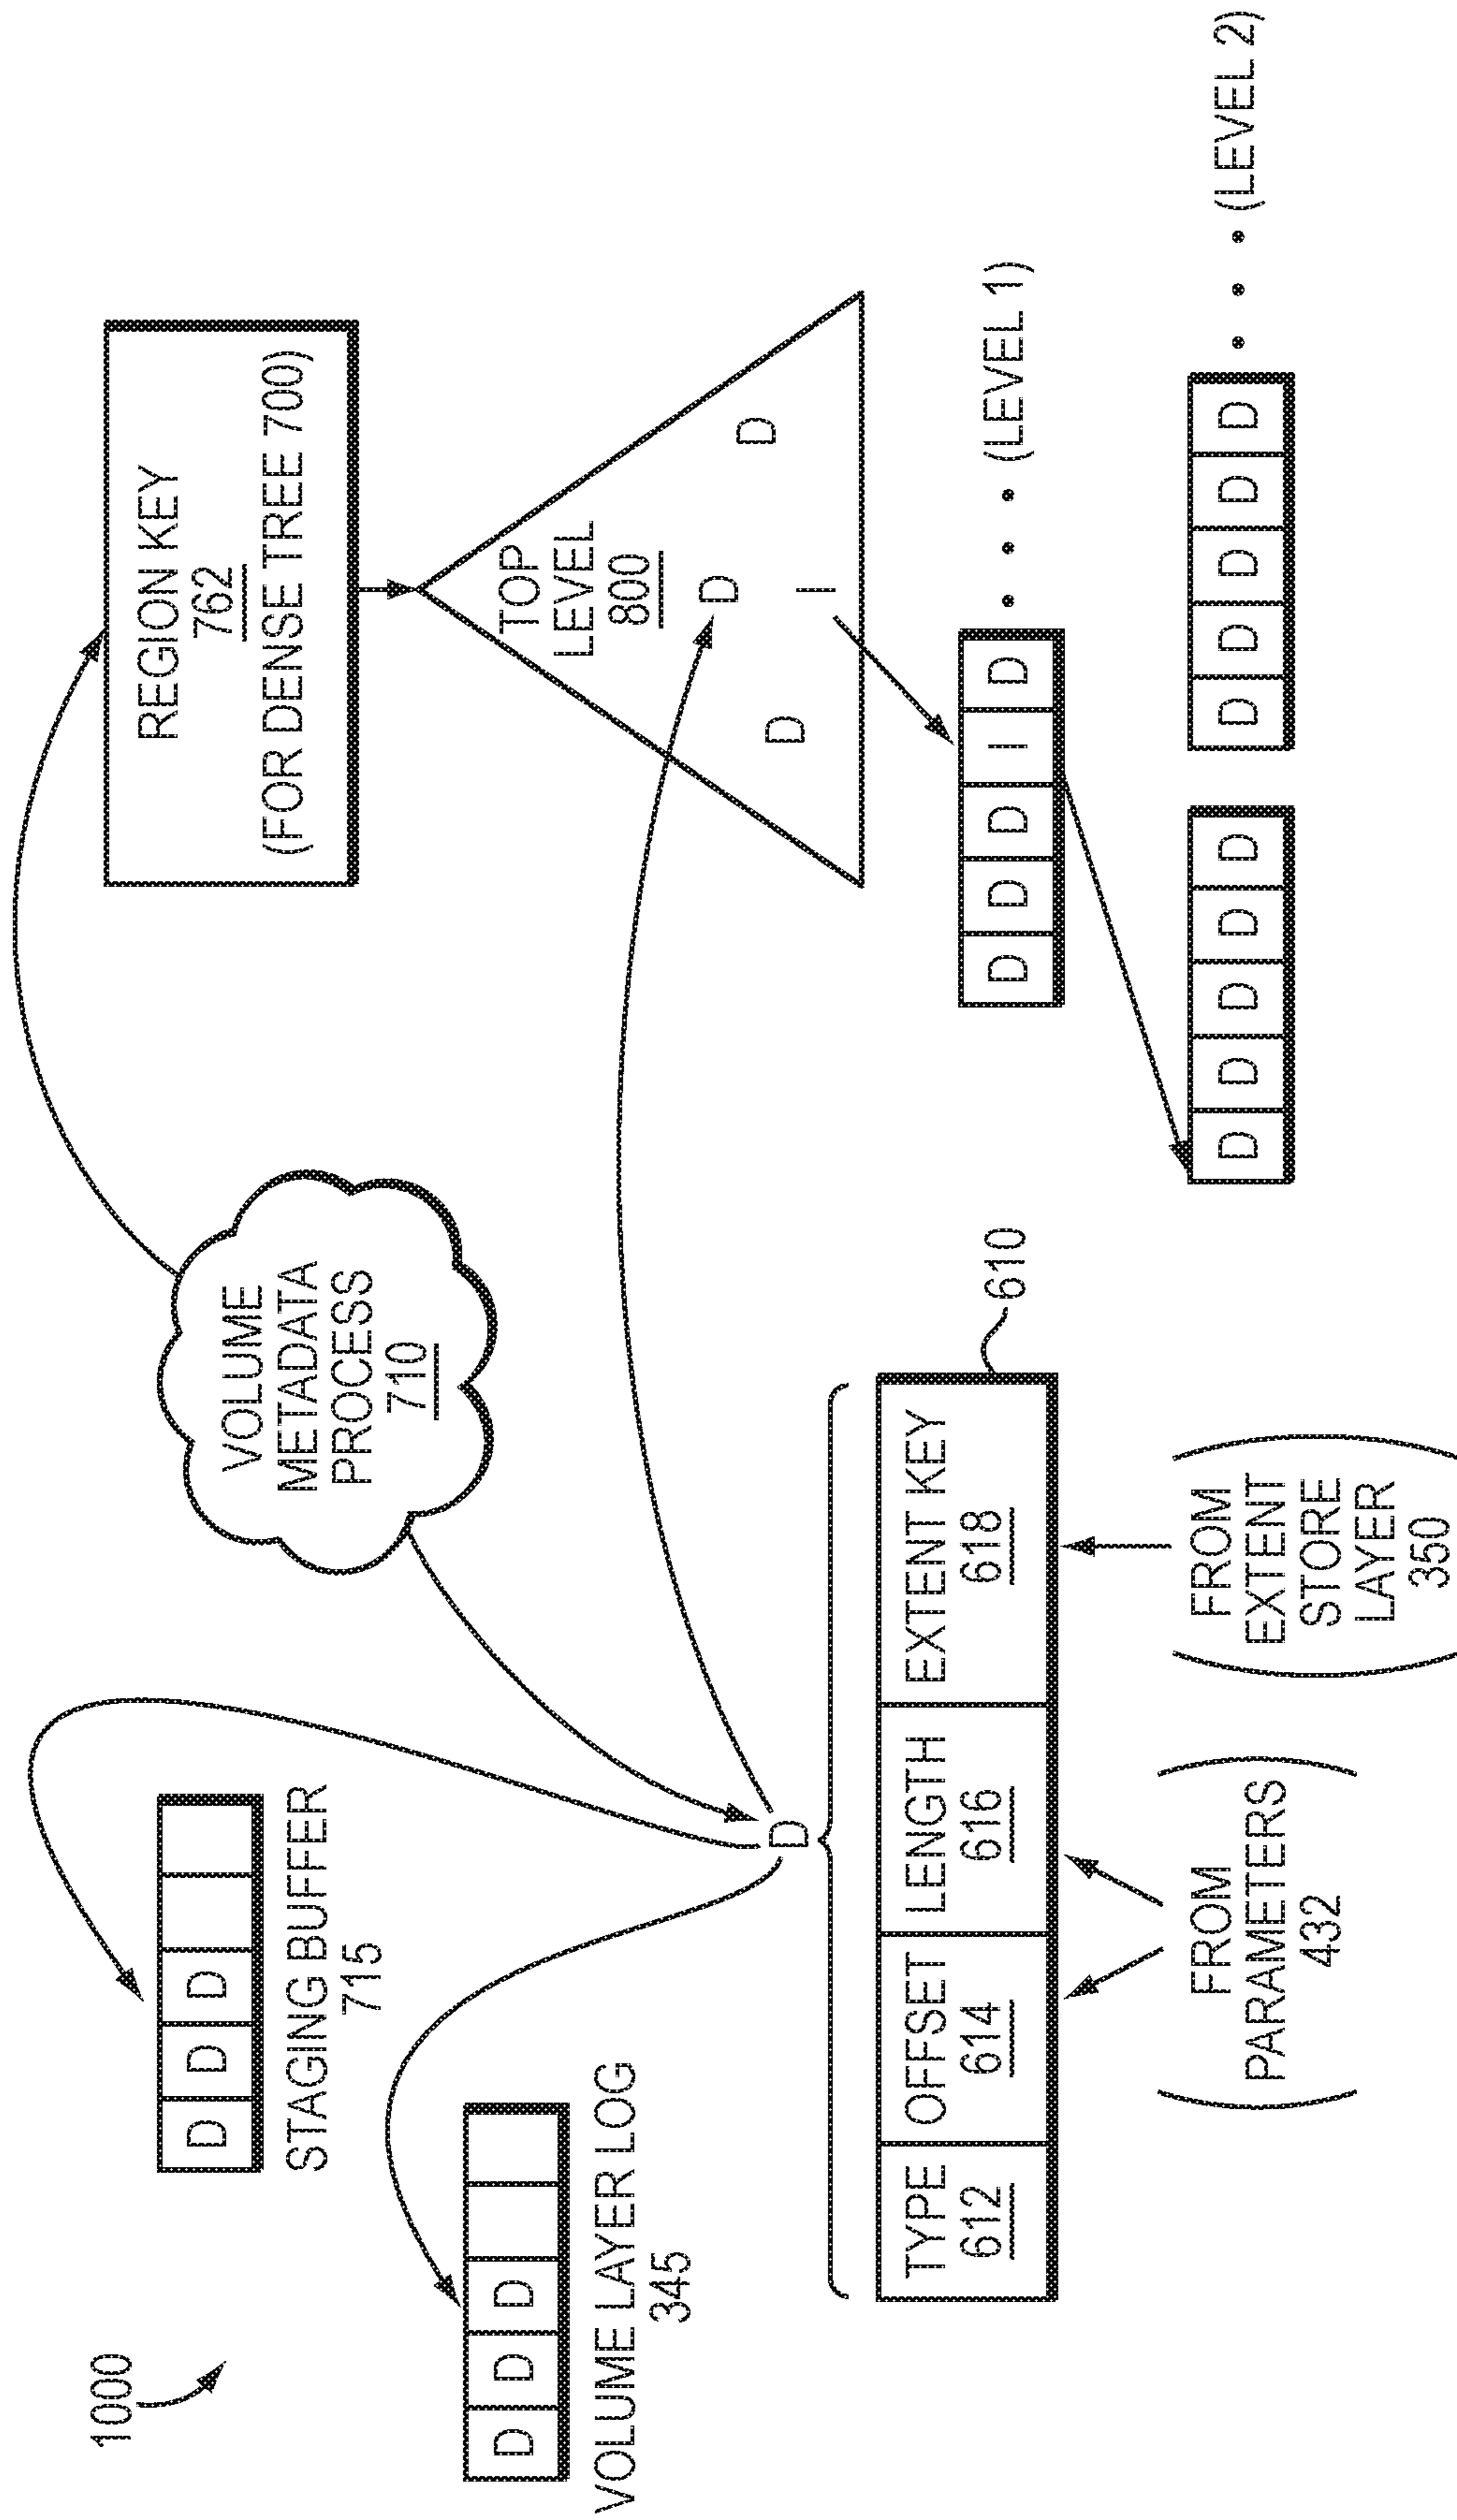 1000
D D D
STAGING BUFFER
715
D D D
VOLUME LAYER LOG
345
VOLUME
METADATA
PROCESS
710
REGION KEY
762
(FOR DENSE TREE 700)
TOP
LEVEL
800
D
D
D
I
D
D D D I D
• • • (LEVEL 1)
D D D D D
D D D D D
• • • (LEVEL 2)
610
TYPE
612
OFFSET
614
LENGTH
616
EXTENT KEY
618
(FROM
PARAMETERS
432)
(FROM
EXTENT
STORE
LAYER
350)